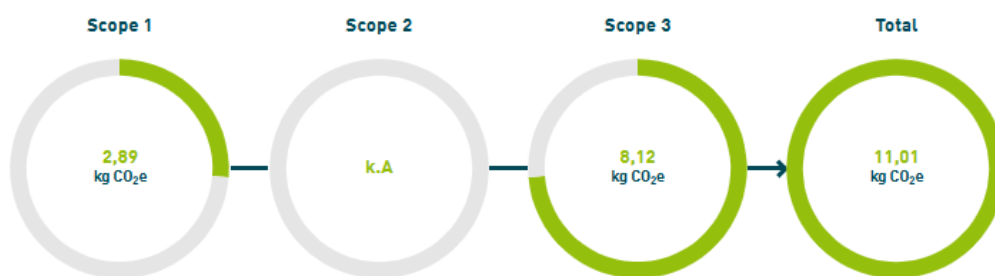 Scope 1
Scope 2
Scope 3
Total
2,89
kg CO₂e
k.A
8,12
kg CO₂e
11,01
kg CO₂e